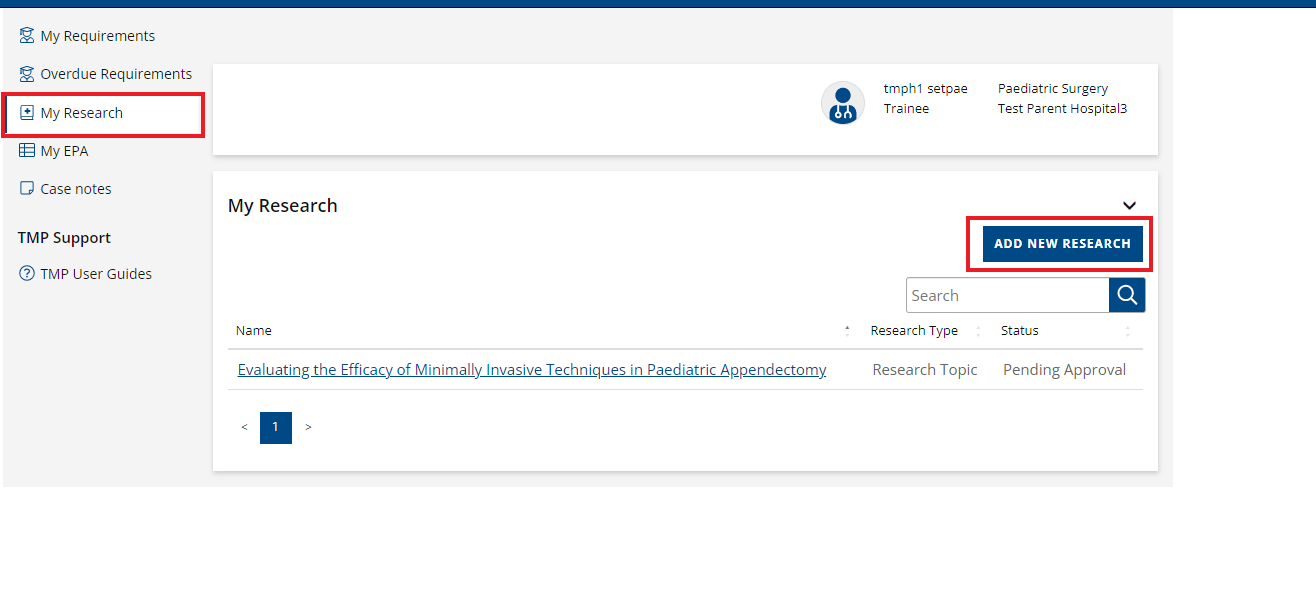 My Requirements
Overdue Requirements
My Research
My EPA
Case notes
TMP Support
TMP User Guides
tmph1 setpae Paediatric Surgery
Trainee Test Parent Hospital3
My Research
ADD NEW RESEARCH
Search
Name Research Type Status
Evaluating the Efficacy of Minimally Invasive Techniques in Paediatric Appendectomy Research Topic Pending Approval
< 1 >